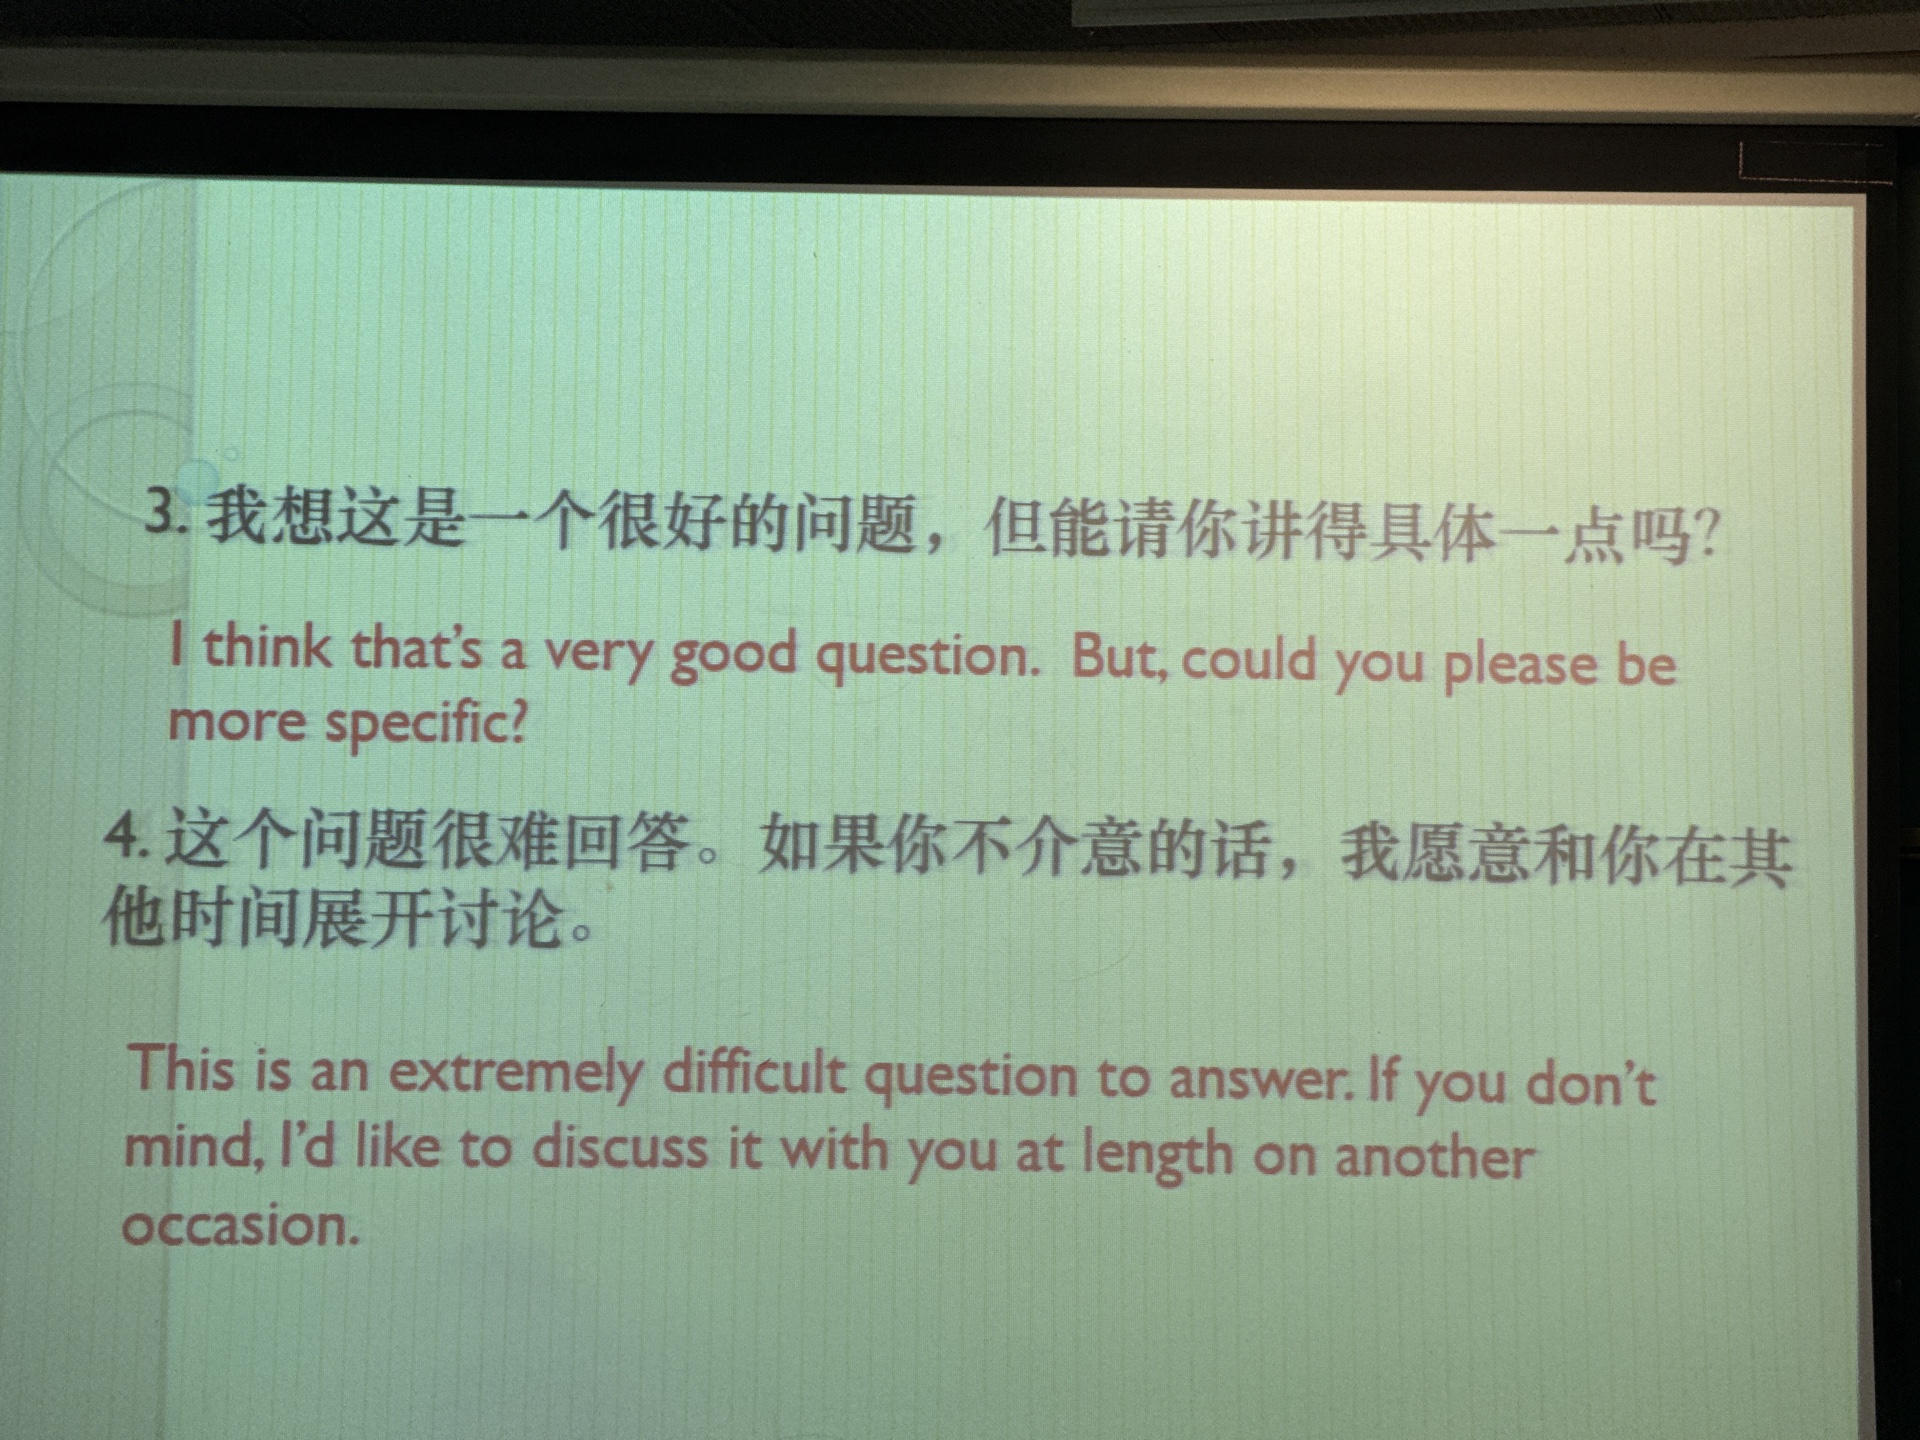 3. 我想这是一个很好的问题，但能请你讲得具体一点吗？
I think that's a very good question. But, could you please be
more specific?
4. 这个问题很难回答。如果你不介意的话，我愿意和你在其
他时间展开讨论。
This is an extremely difficult question to answer. If you don't
mind, I'd like to discuss it with you at length on another
occasion.